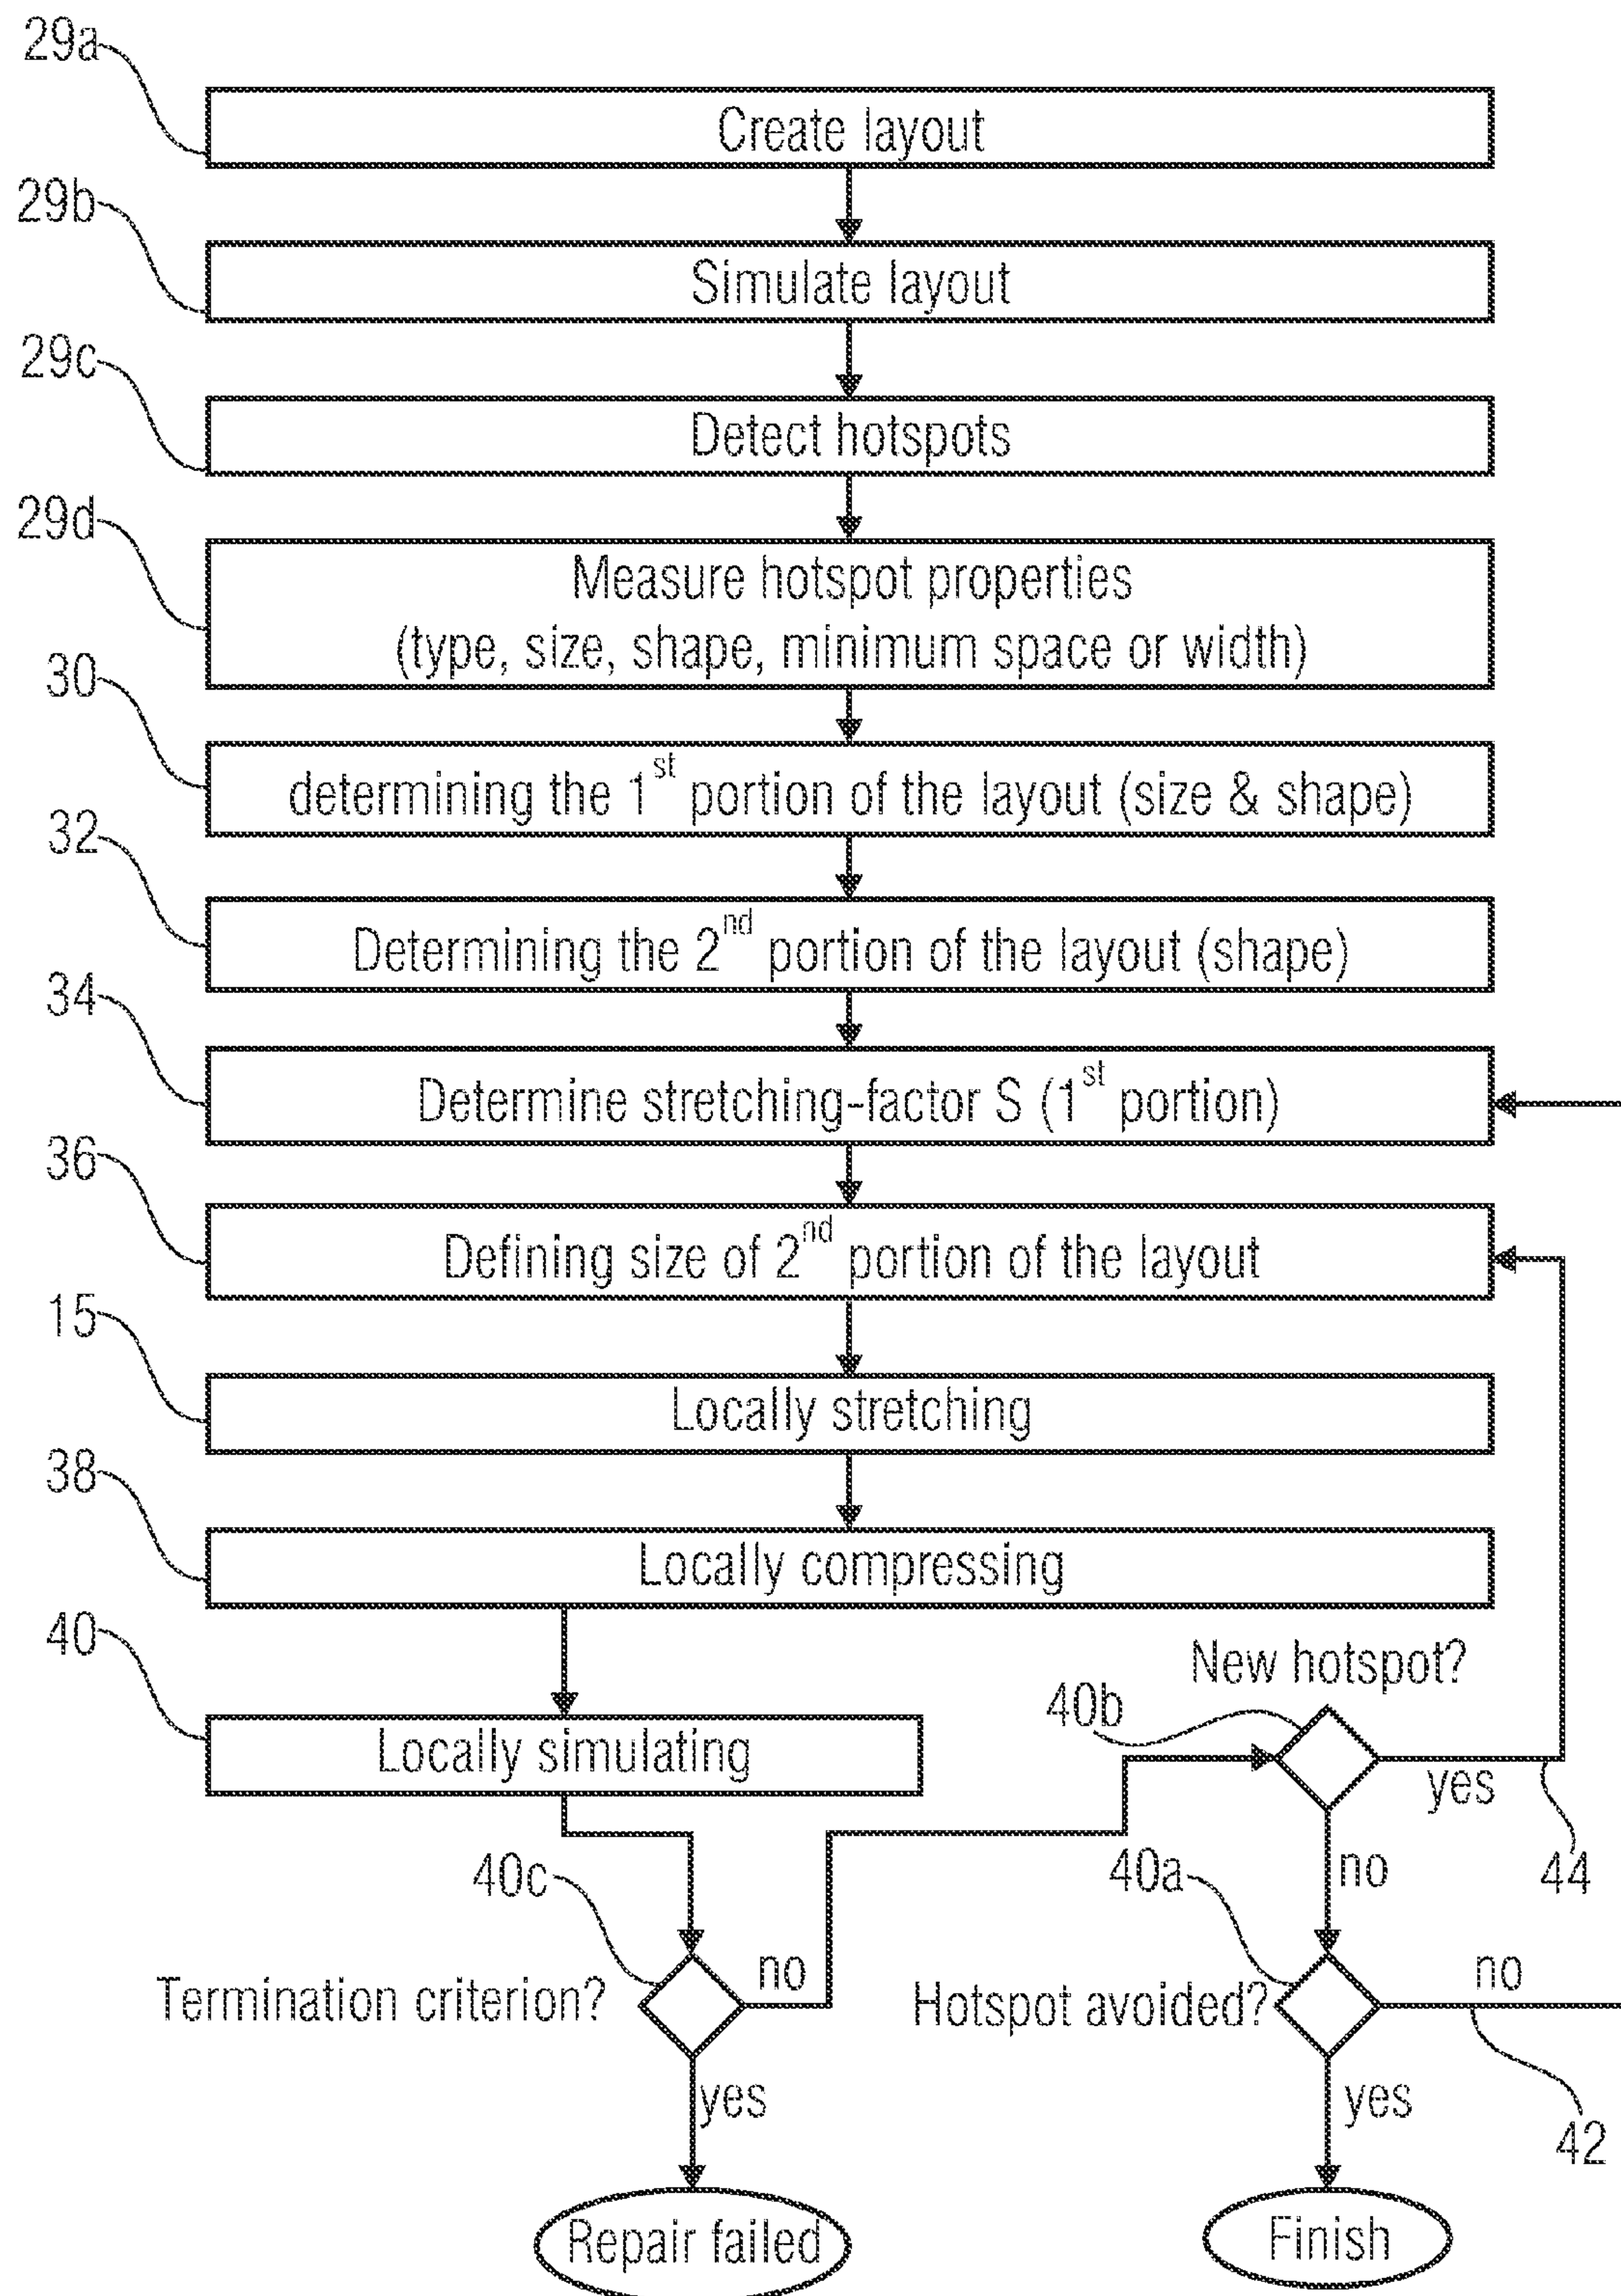 29a
Create layout
29b
Simulate layout
29c
Detect hotspots
29d
Measure hotspot properties
(type, size, shape, minimum space or width)
30
determining the 1st portion of the layout (size & shape)
32
Determining the 2nd portion of the layout (shape)
34
Determine stretching-factor S (1st portion)
36
Defining size of 2nd portion of the layout
15
Locally stretching
38
Locally compressing
40
Locally simulating
New hotspot?
40b
yes
44
no
40c
Termination criterion?
no
40a
Hotspot avoided?
no
42
yes
yes
Repair failed
Finish